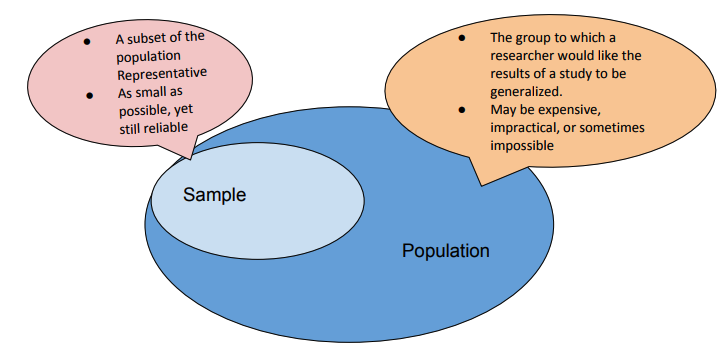 ● A subset of the
population
Representative
● As small as
possible, yet
still reliable
● The group to which a
researcher would like the
results of a study to be
generalized.
● May be expensive,
impractical, or sometimes
impossible
Sample
Population